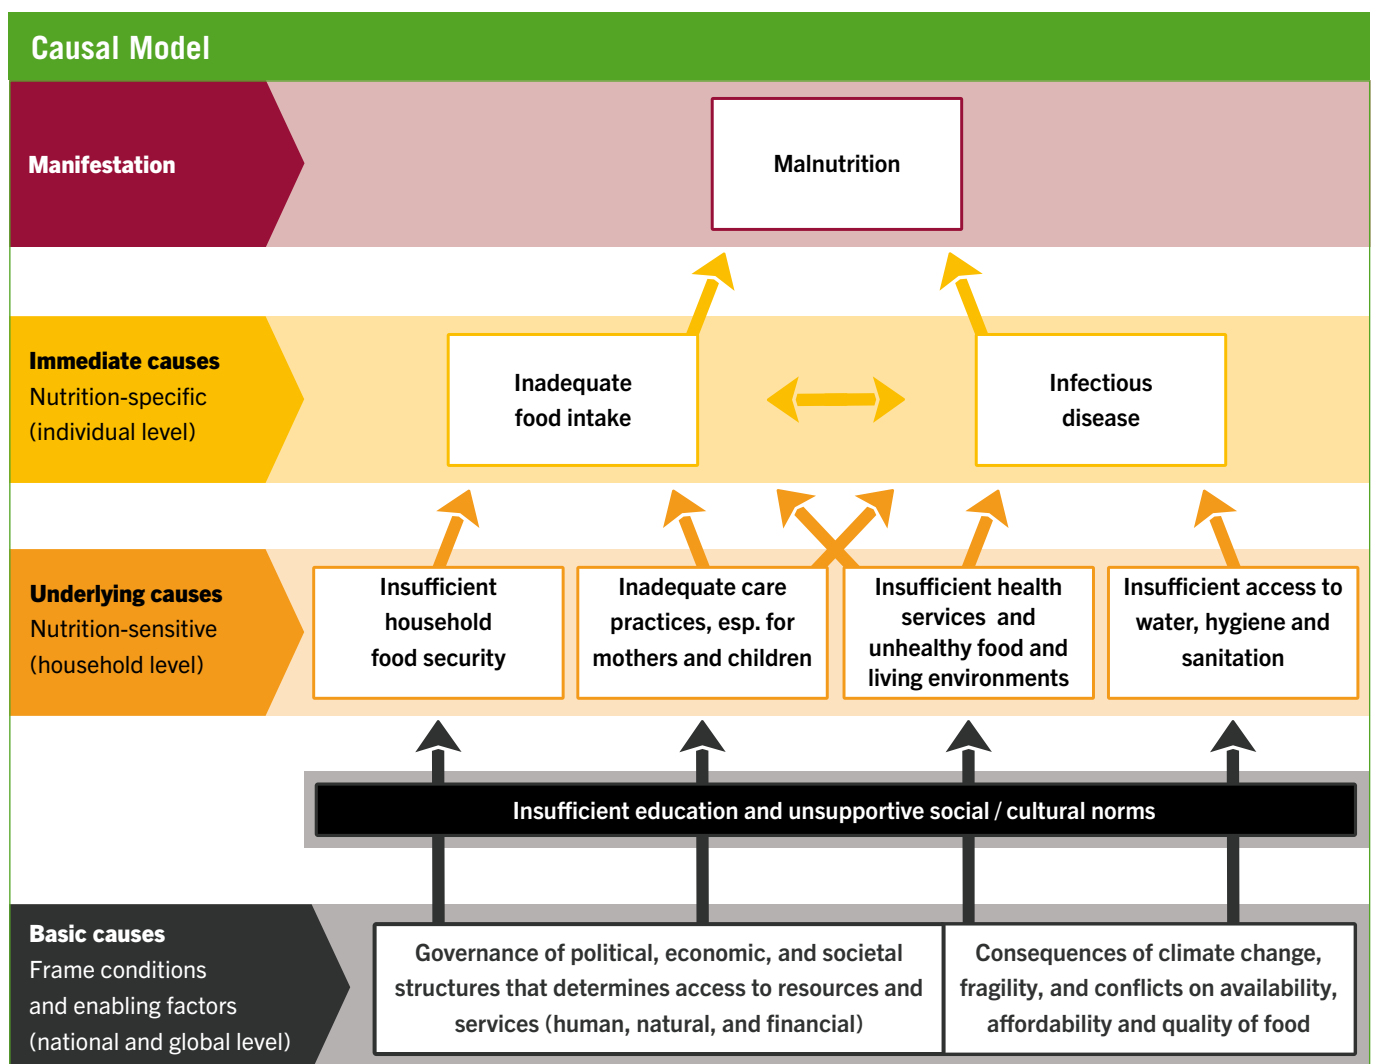 Causal Model
Manifestation
Malnutrition
Immediate causes
Nutrition-specific
(individual level)
Inadequate
food intake
Infectious
disease
Underlying causes
Nutrition-sensitive
(household level)
Insufficient
household
food security
Inadequate care
practices, esp. for
mothers and children
Insufficient health
services and
unhealthy food and
living environments
Insufficient access to
water, hygiene and
sanitation
Insufficient education and unsupportive social / cultural norms
Basic causes
Frame conditions
and enabling factors
(national and global level)
Governance of political, economic, and societal
structures that determines access to resources and
services (human, natural, and financial)
Consequences of climate change,
fragility, and conflicts on availability,
affordability and quality of food